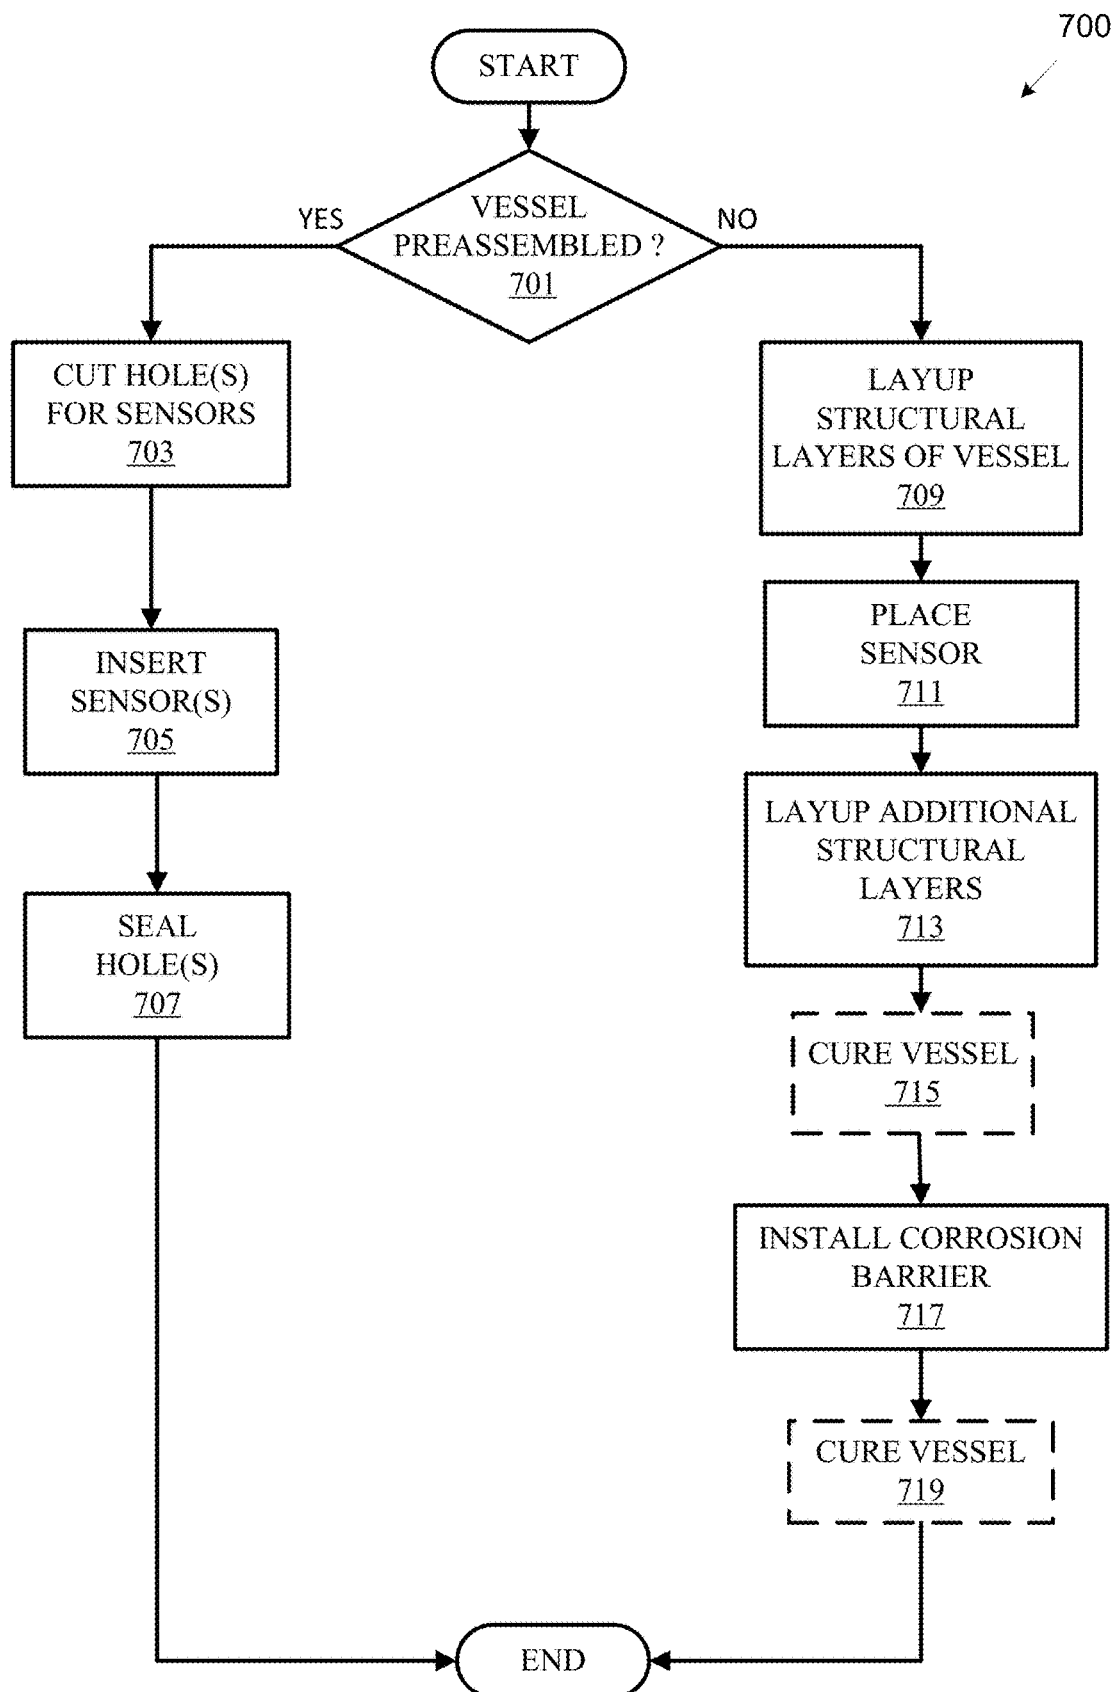 700
START
VESSEL
PREASSEMBLED ?
701
YES
NO
CUT HOLE(S)
FOR SENSORS
703
INSERT
SENSOR(S)
705
SEAL
HOLE(S)
707
LAYUP
STRUCTURAL
LAYERS OF VESSEL
709
PLACE
SENSOR
711
LAYUP ADDITIONAL
STRUCTURAL
LAYERS
713
CURE VESSEL
715
INSTALL CORROSION
BARRIER
717
CURE VESSEL
719
END